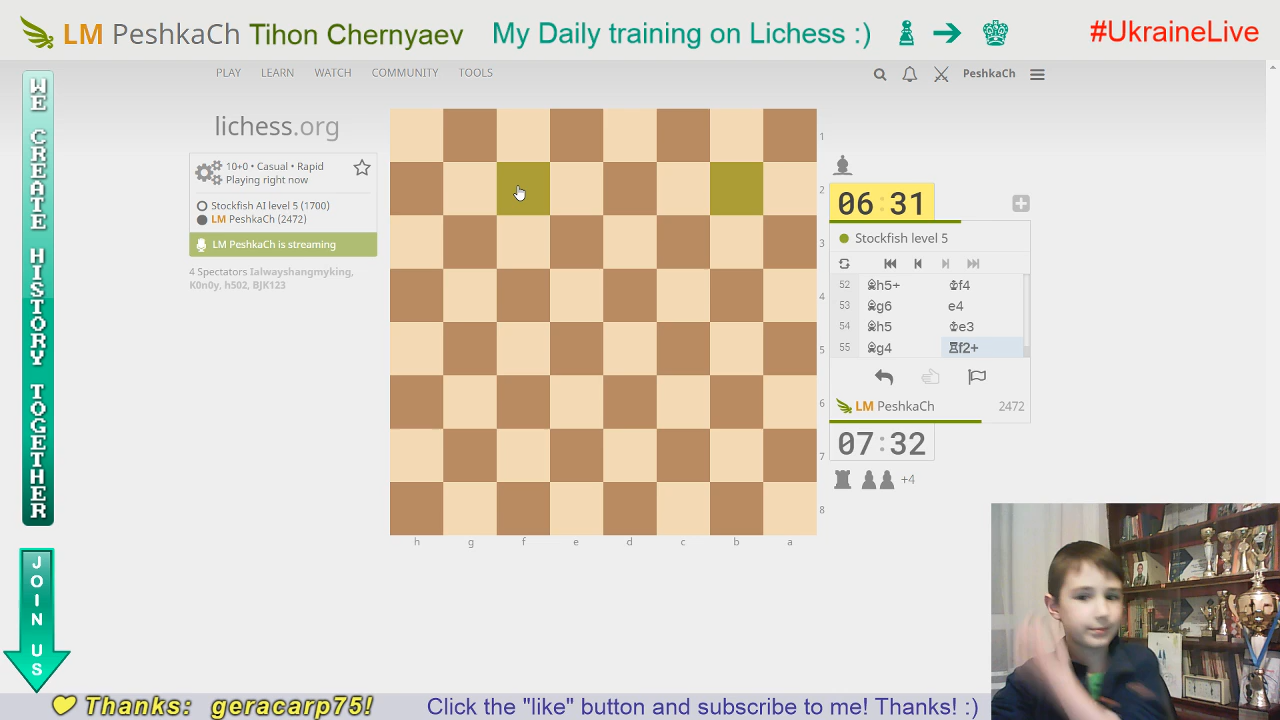 LM PeshkaCh Tihon Chernyaev My Daily training on Lichess :) #UkraineLive
WE CREATE HISTORY TOGETHER
JOIN US
PLAY LEARN WATCH COMMUNITY TOOLS PeshkaCh
lichess.org
10+0 • Casual • Rapid
Playing right now
Stockfish AI level 5 (1700)
LM PeshkaCh (2472)
LM PeshkaCh is streaming
4 Spectators Ialwayshangmyking,
K0n0y, h502, BJK123
1
2
3
4
5
6
7
8
h g f e d c b a
06:31
Stockfish level 5
52 ♝h5+ ♚f4
53 ♝g6 e4
54 ♝h5 ♚e3
55 ♝g4 ♜f2+
LM PeshkaCh 2472
07:32
+4
Thanks: geracarp75! Click the "like" button and subscribe to me! Thanks! :)